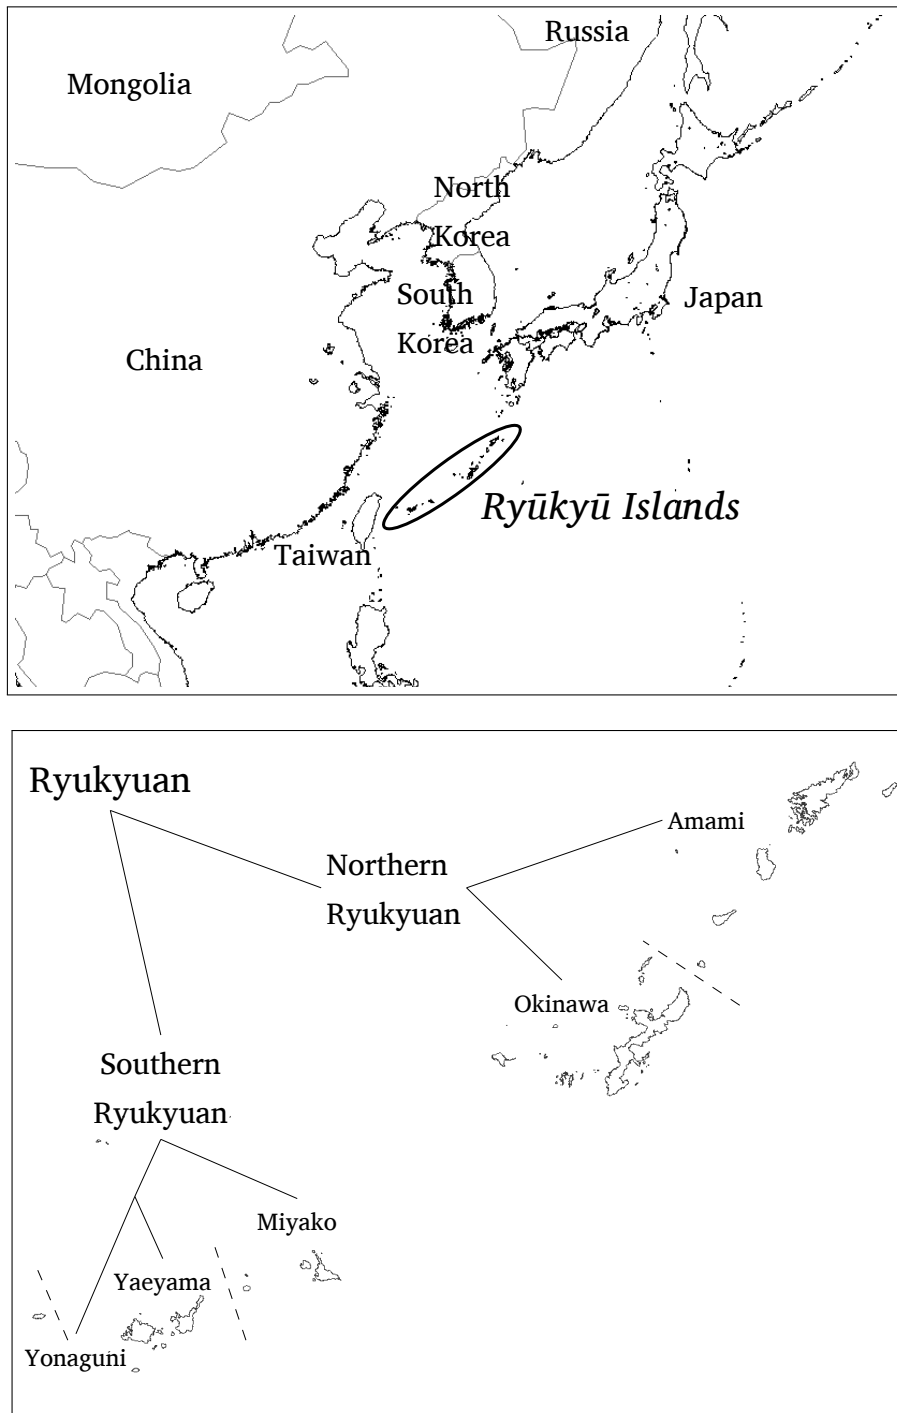 Russia
Mongolia
North
Korea
South
Korea
Japan
China
Ryūkyū Islands
Taiwan
Ryukyuan
Amami
Northern
Ryukyuan
Okinawa
Southern
Ryukyuan
Miyako
Yaeyama
Yonaguni